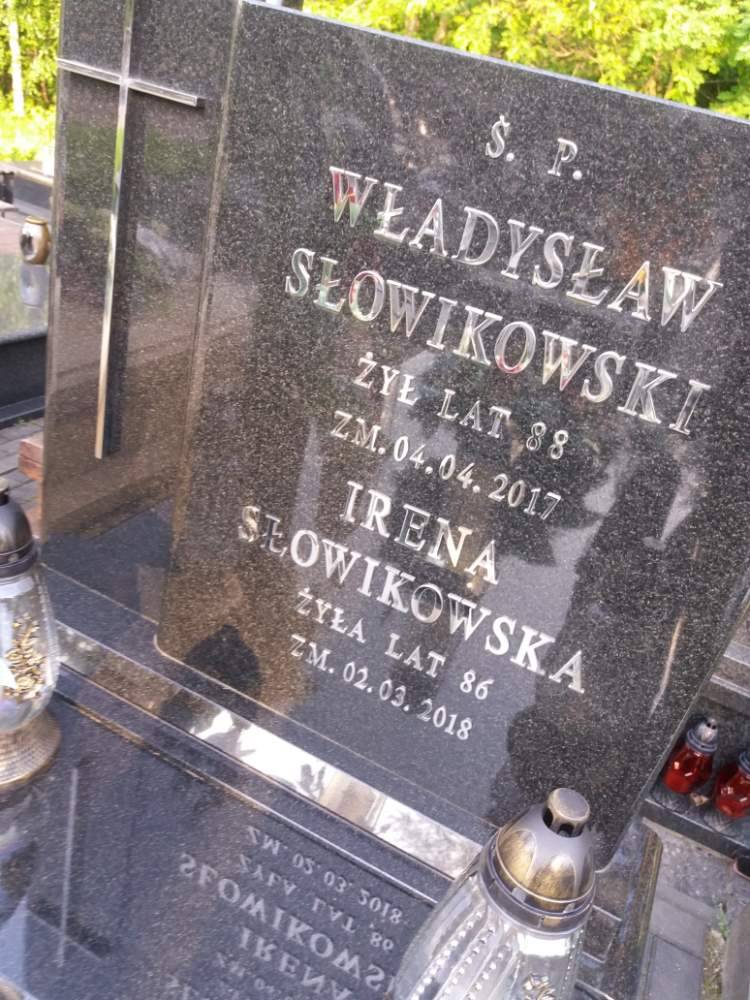 Ś. P.
WŁADYSŁAW
SŁOWIKOWSKI
ŻYŁ LAT 88
ZM. 04.04.2017
IRENA
SŁOWIKOWSKA
ŻYŁA LAT 86
ZM. 02.03.2018